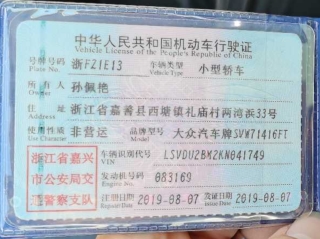 中华人民共和国机动车行驶证
Vehicle License of the People's Republic of China
号牌号码 浙FZ1E13 车辆类型 小型轿车
Plate No. Vehicle Type
所有人 孙佩艳
Owner
住址 浙江省嘉善县西塘镇礼庙村两湾浜33号
Address
使用性质 非营运 品牌型号 大众汽车牌SVW71416FT
Use Character Model
浙江省嘉兴 车辆识别代号 LSVDU2BM2KN041749
VIN
市公安局交 发动机号码 083169
Engine No.
通警察支队 注册日期 2019-08-07 发证日期 2019-08-07
Register Date Issue Date